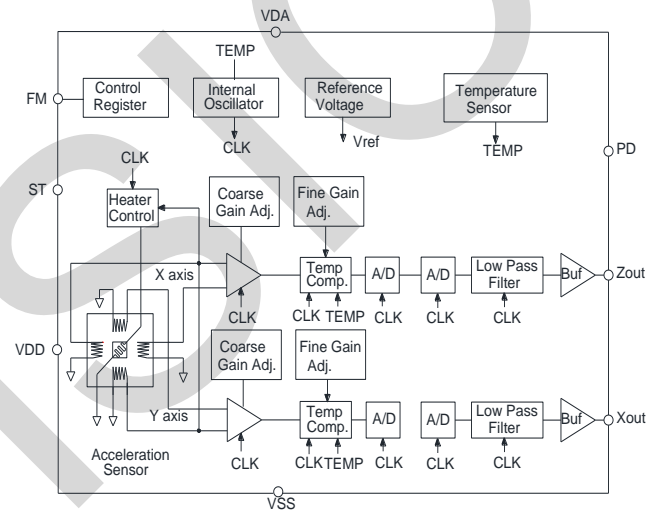 VDA
TEMP
FM
Control
Register
Internal
Oscillator
Reference
Voltage
Temperature
Sensor
CLK
Vref
TEMP
PD
CLK
ST
Heater
Control
Coarse
Gain Adj.
Fine Gain
Adj.
X axis
Temp
Comp.
A/D
A/D
Low Pass
Filter
Buf
Zout
CLK
CLK TEMP
CLK
CLK
CLK
VDD
Coarse
Gain Adj.
Fine Gain
Adj.
Y axis
Temp
Comp.
A/D
A/D
Low Pass
Filter
Buf
Xout
Acceleration
Sensor
CLK
CLKTEMP
CLK
CLK
CLK
VSS